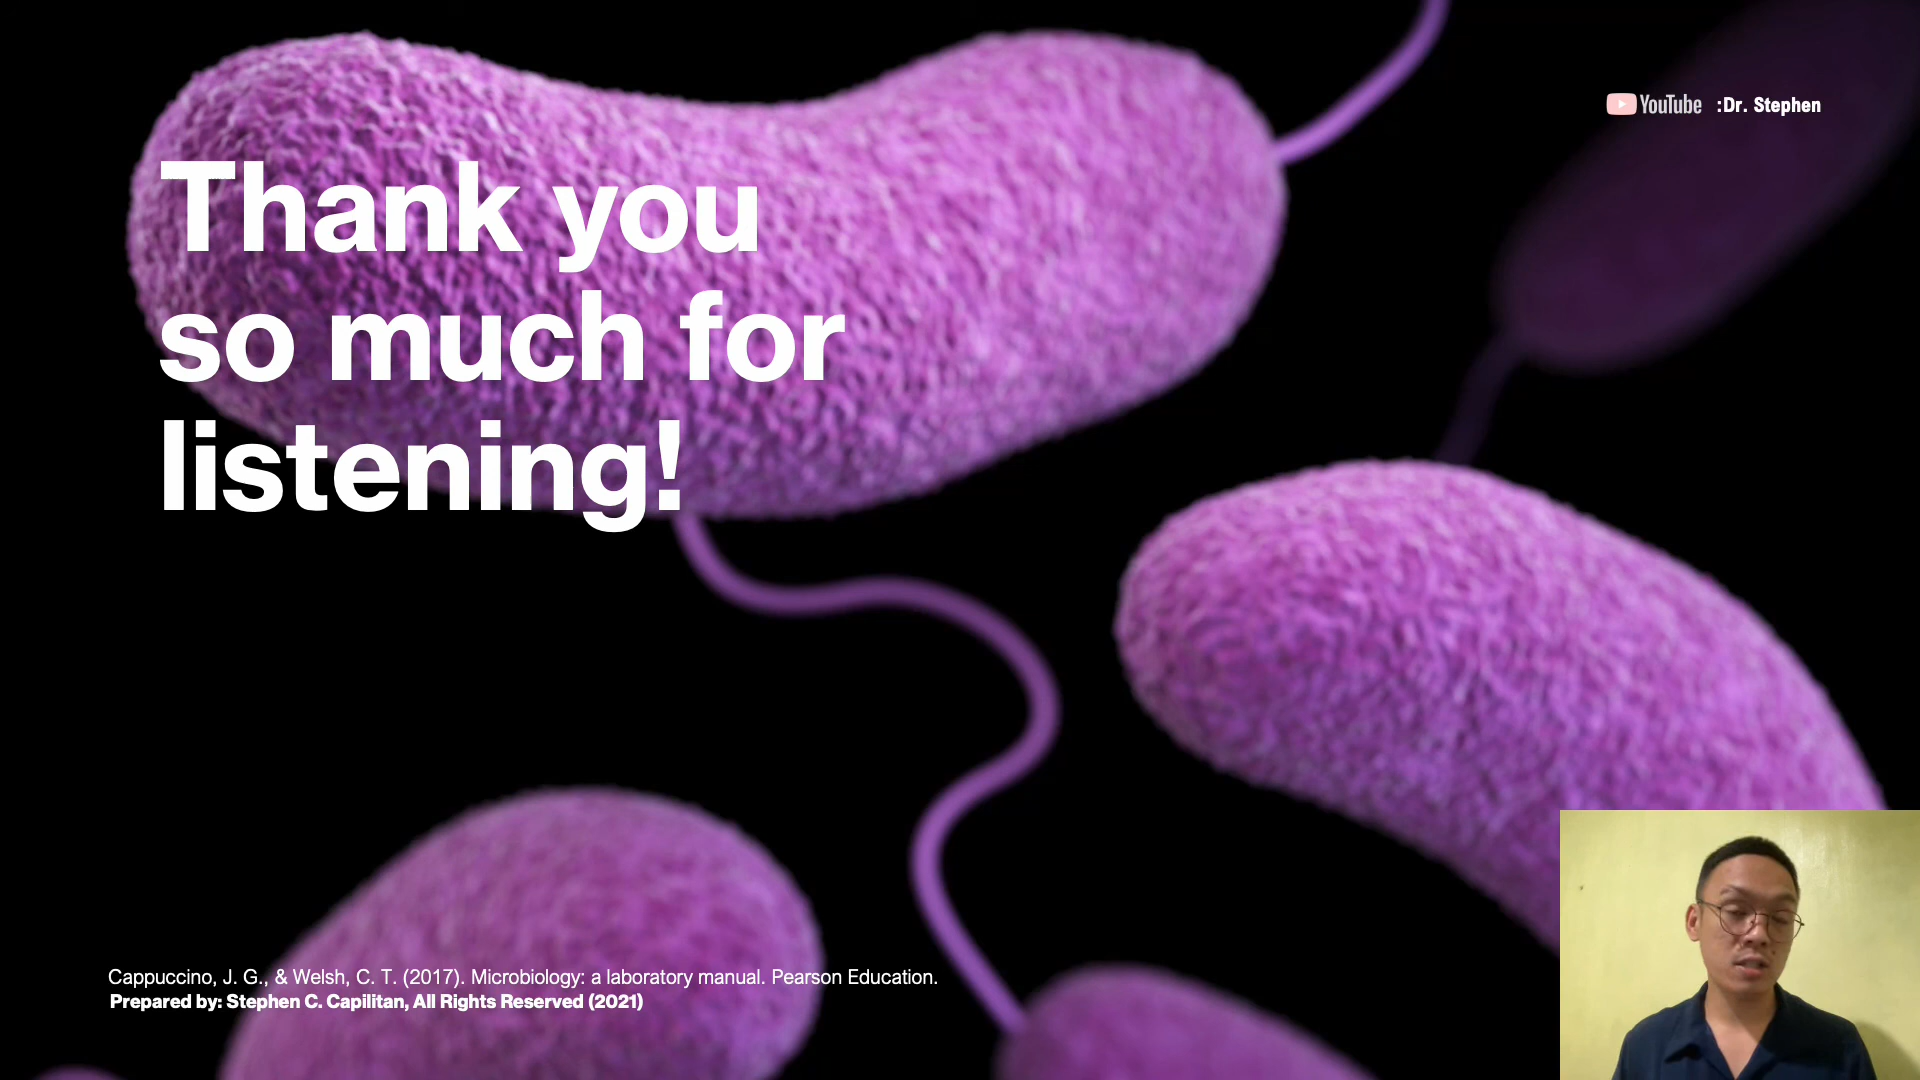 YouTube :Dr. Stephen
Thank you
so much for
listening!
Cappuccino, J. G., & Welsh, C. T. (2017). Microbiology: a laboratory manual. Pearson Education.
Prepared by: Stephen C. Capilitan, All Rights Reserved (2021)